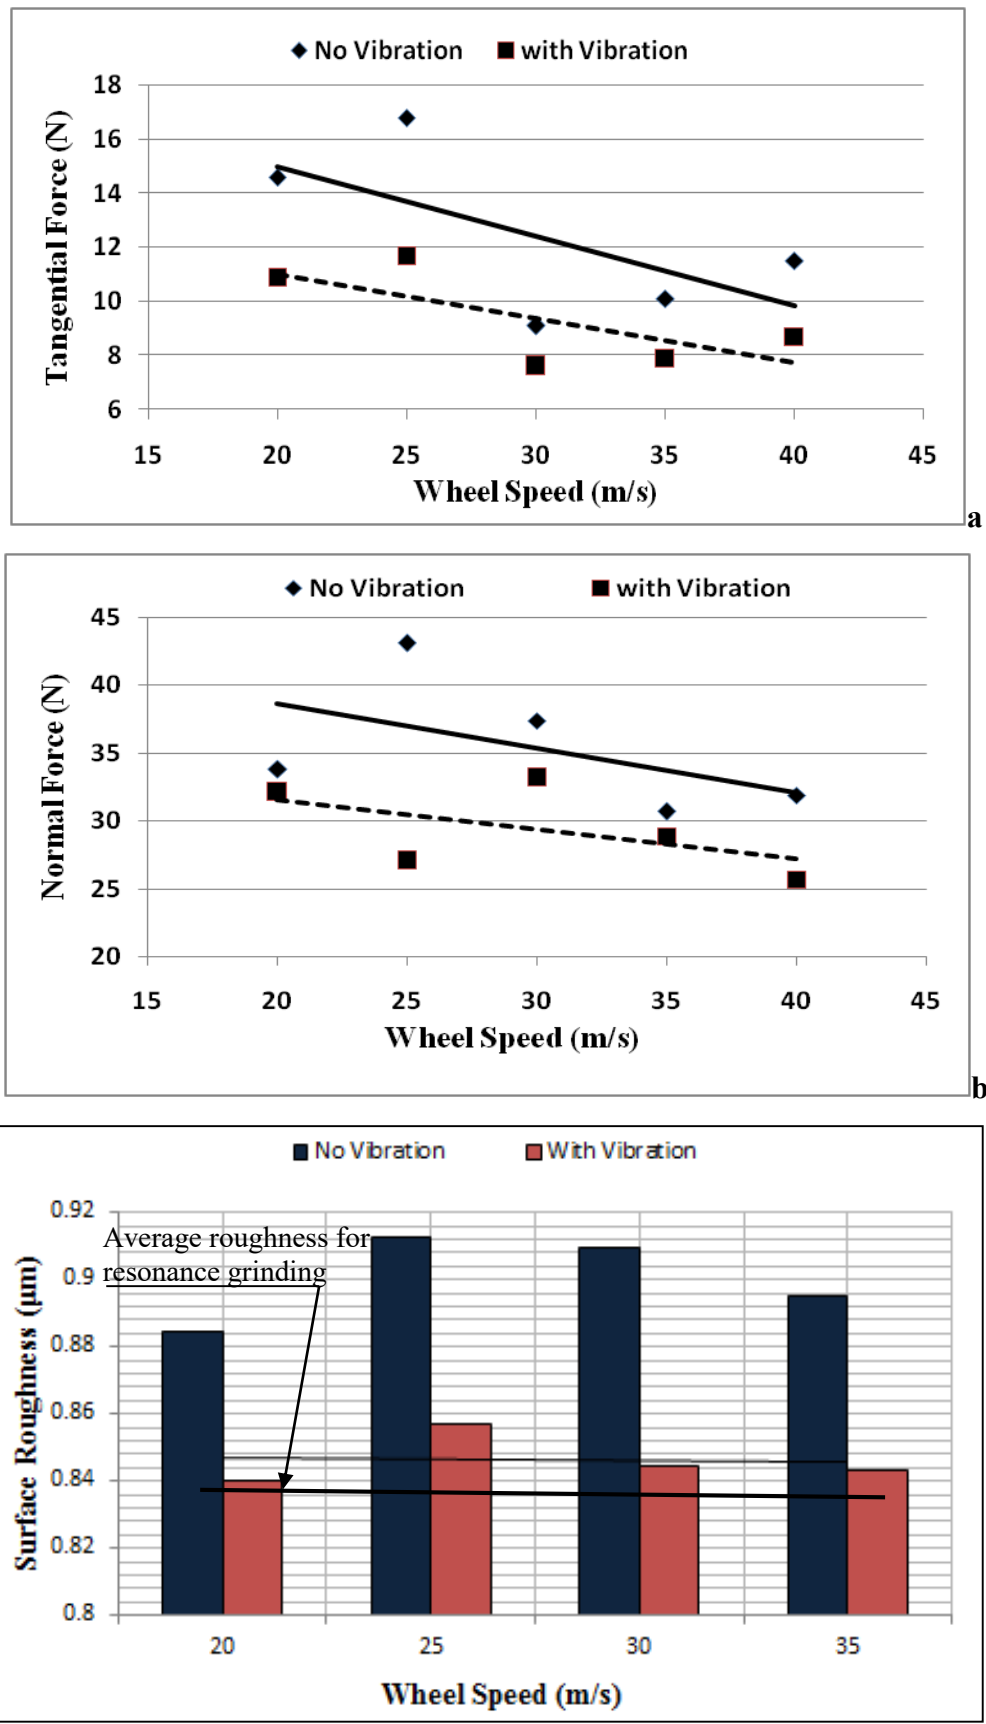 No Vibration with Vibration
18
16
14
12
10
8
6
Tangential Force (N)
15 20 25 30 35 40 45
Wheel Speed (m/s)
a
No Vibration with Vibration
45
40
35
30
25
20
Normal Force (N)
15 20 25 30 35 40 45
Wheel Speed (m/s)
b
No Vibration With Vibration
0.92
0.9
0.88
0.86
0.84
0.82
0.8
Surface Roughness (µm)
Average roughness for
resonance grinding
20 25 30 35
Wheel Speed (m/s)